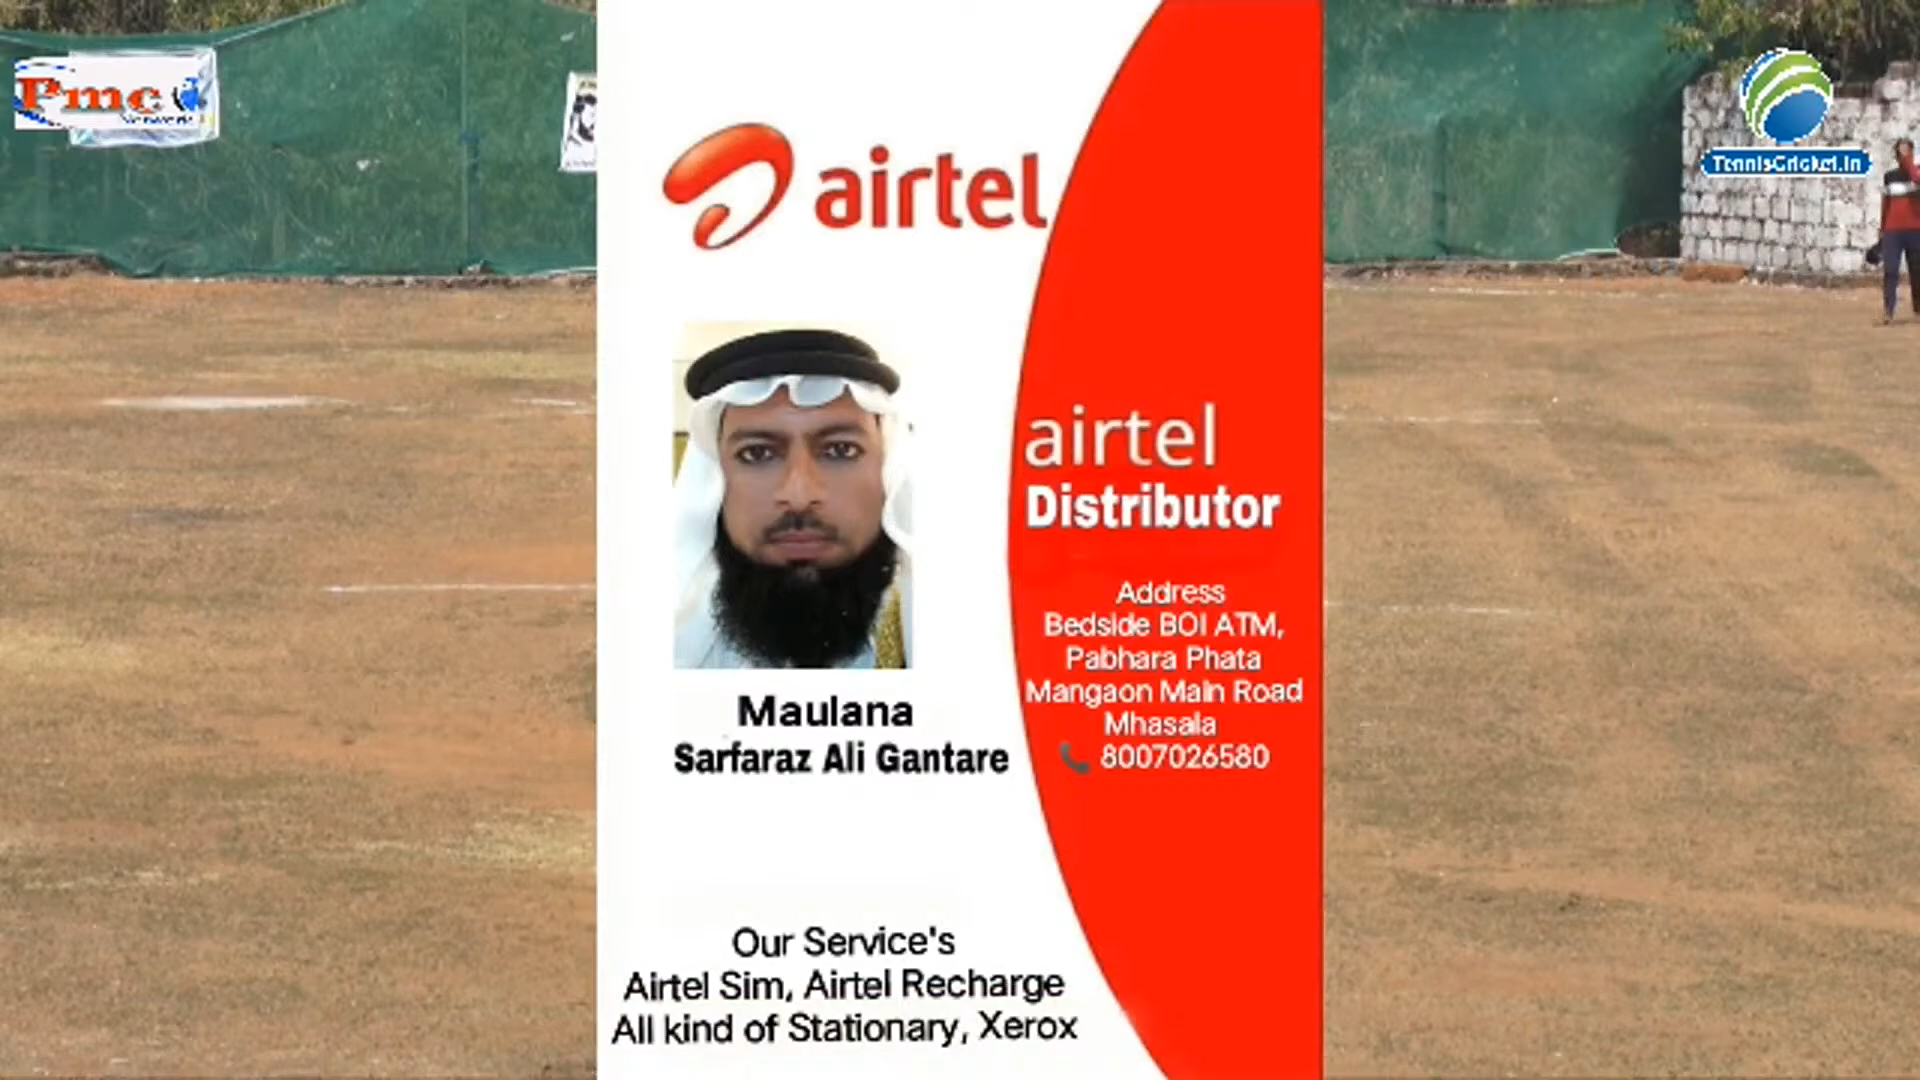 Pmc
TennisCricket.in
airtel
airtel
Distributor
Address
Bedside BOI ATM,
Pabhara Phata
Mangaon Main Road
Mhasala
8007026580
Maulana
Sarfaraz Ali Gantare
Our Service's
Airtel Sim, Airtel Recharge
All kind of Stationary, Xerox